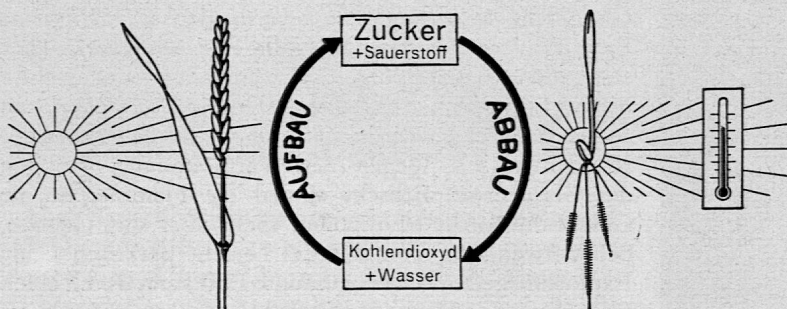 Zucker
+Sauerstoff
AUFBAU
ABBAU
Kohlendioxyd
+Wasser